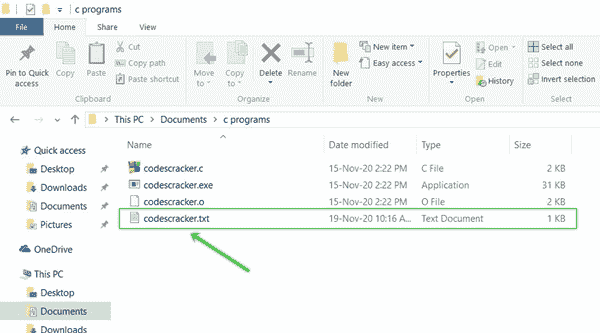 c programs
File Home Share View
Pin to Quick access
Copy
Paste
Cut
Copy path
Paste shortcut
Clipboard
Move to
Copy to
Delete
Rename
Organize
New folder
New item
Easy access
New
Properties
Open
Edit
History
Open
Select all
Select none
Invert selection
Select
This PC > Documents > c programs
Name Date modified Type Size
codescracker.c 15-Nov-20 2:22 PM C File 2 KB
codescracker.exe 15-Nov-20 2:22 PM Application 31 KB
codescracker.o 15-Nov-20 2:22 PM O File 2 KB
codescracker.txt 19-Nov-20 10:16 A... Text Document 1 KB
Quick access
Desktop
Downloads
Documents
Pictures
OneDrive
This PC
Desktop
Documents
Downloads